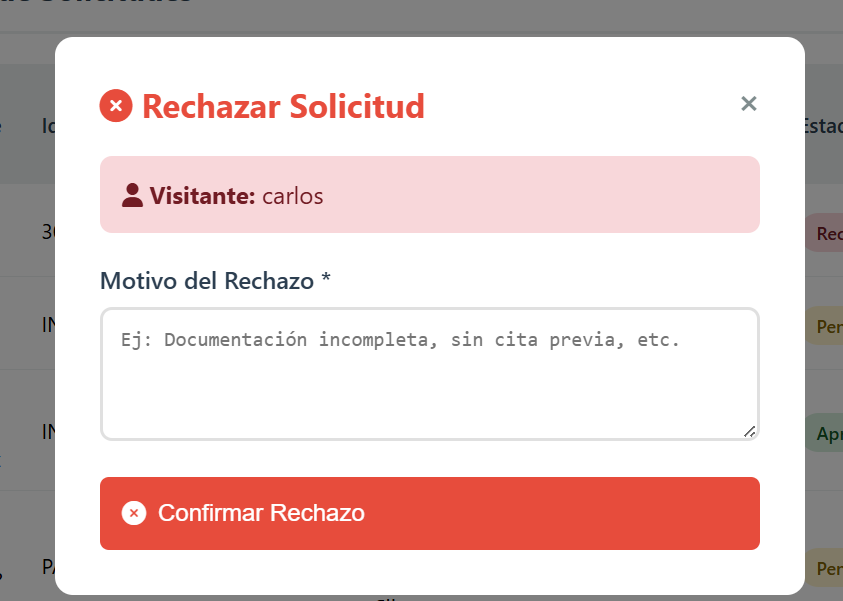 Rechazar Solicitud
×
Visitante: carlos
Motivo del Rechazo *
Ej: Documentación incompleta, sin cita previa, etc.
Confirmar Rechazo